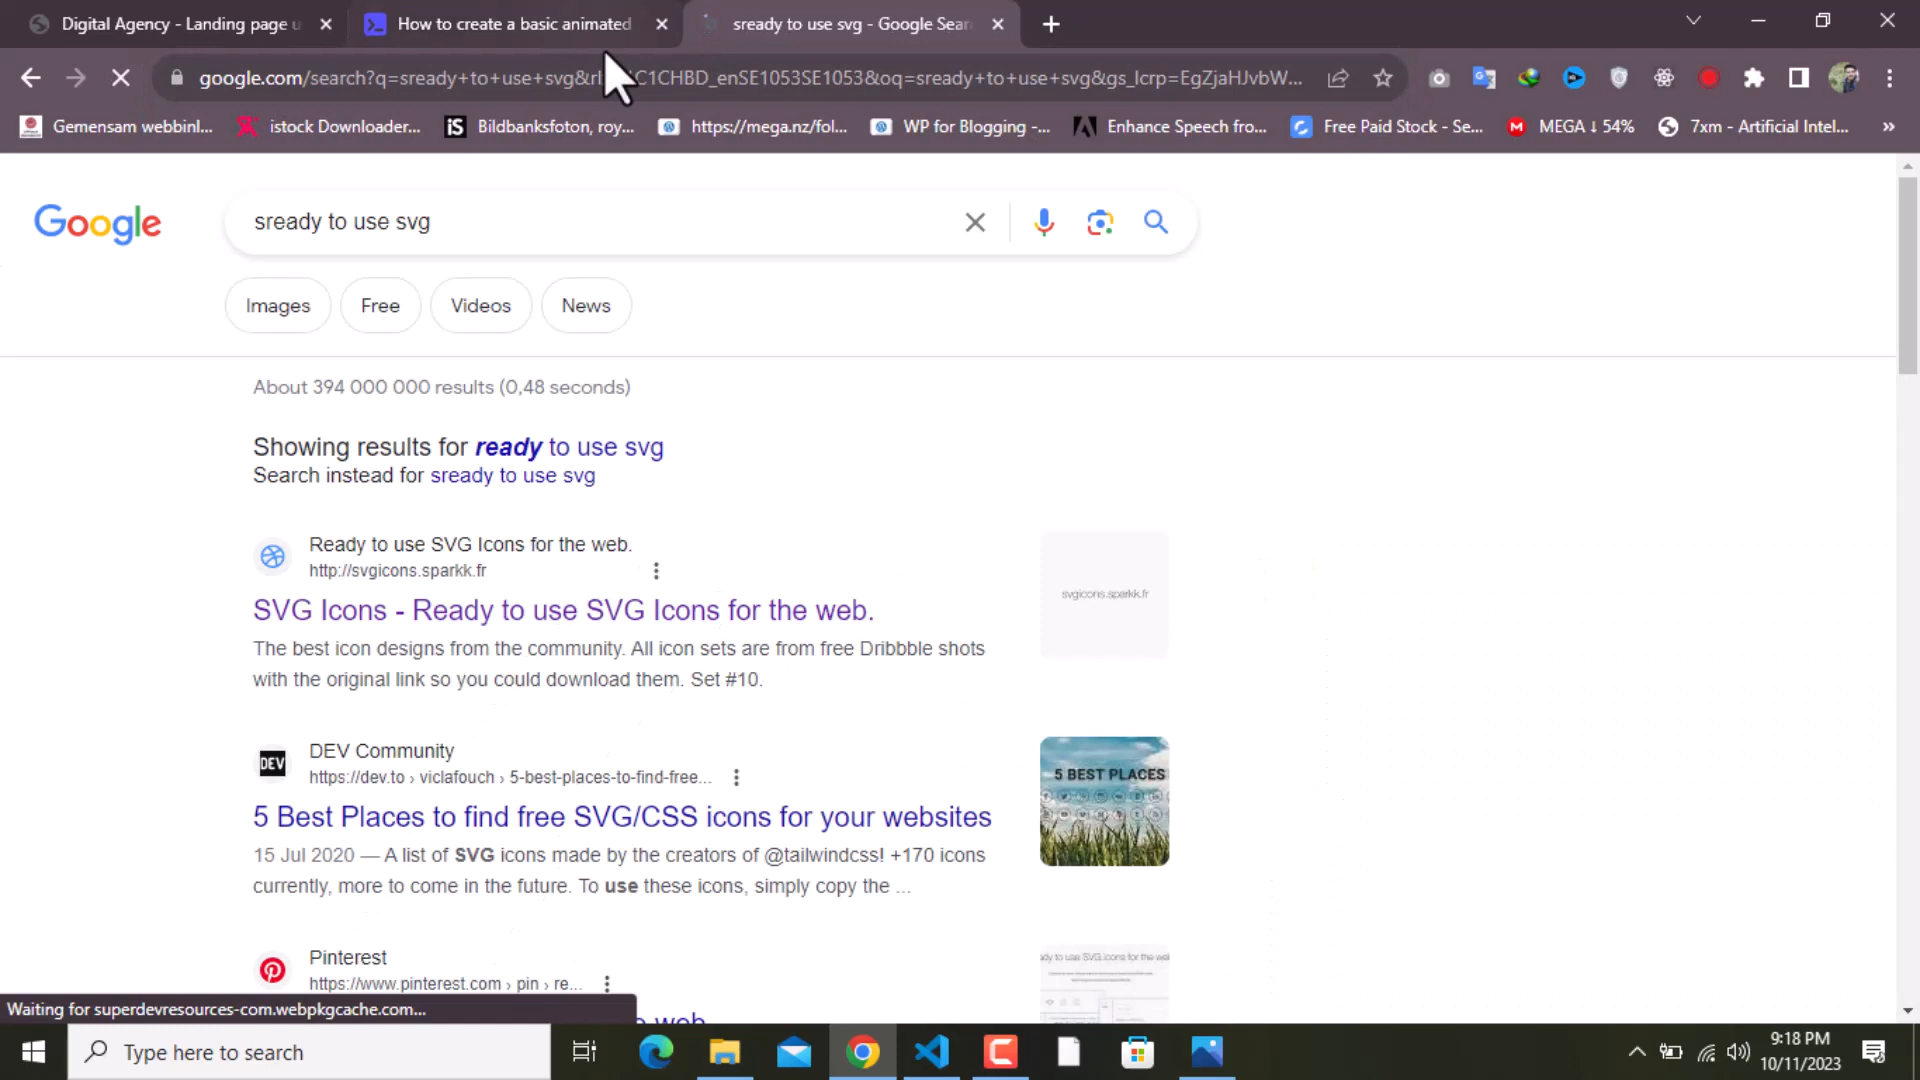 Digital Agency - Landing page u
How to create a basic animated
sready to use svg - Google Sear
google.com/search?q=sready+to+use+svg&rl C1CHBD_enSE1053SE1053&oq=sready+to+use+svg&gs_lcrp=EgZjaHJvbW...
Gemensam webbinl...
istock Downloader...
iS Bildbanksfoton, roy...
https://mega.nz/fol...
WP for Blogging -...
Enhance Speech fro...
Free Paid Stock - Se...
MEGA ↓ 54%
7xm - Artificial Intel...
»
Google
sready to use svg
Images
Free
Videos
News
About 394 000 000 results (0,48 seconds)
Showing results for ready to use svg
Search instead for sready to use svg
Ready to use SVG Icons for the web.
http://svgicons.sparkk.fr
SVG Icons - Ready to use SVG Icons for the web.
The best icon designs from the community. All icon sets are from free Dribbble shots
with the original link so you could download them. Set #10.
svgicons.sparkk.fr
DEV Community
DEV
https://dev.to › viclafouch › 5-best-places-to-find-free...
5 Best Places to find free SVG/CSS icons for your websites
15 Jul 2020 — A list of SVG icons made by the creators of @tailwindcss! +170 icons
currently, more to come in the future. To use these icons, simply copy the ...
5 BEST PLACES
Pinterest
https://www.pinterest.com › pin › re...
web
Waiting for superdevresources-com.webpkgcache.com...
Type here to search
9:18 PM
10/11/2023